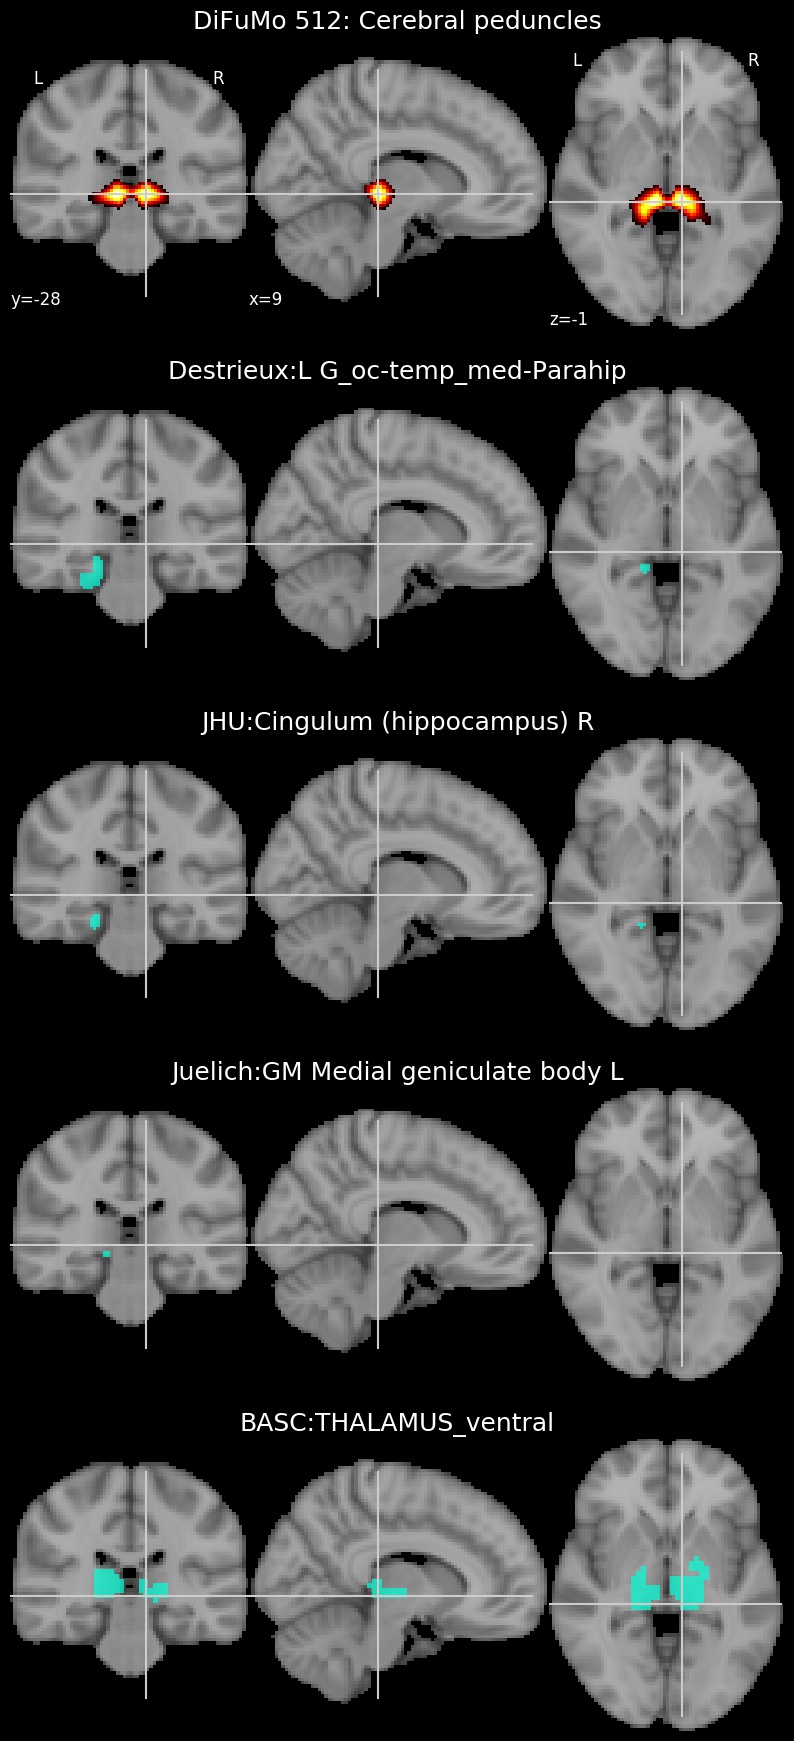 DiFuMo 512: Cerebral peduncles
L R
L R
y=-28
x=9
z=-1
Destrieux:L G_oc-temp_med-Parahip
JHU:Cingulum (hippocampus) R
Juelich:GM Medial geniculate body L
BASC:THALAMUS_ventral